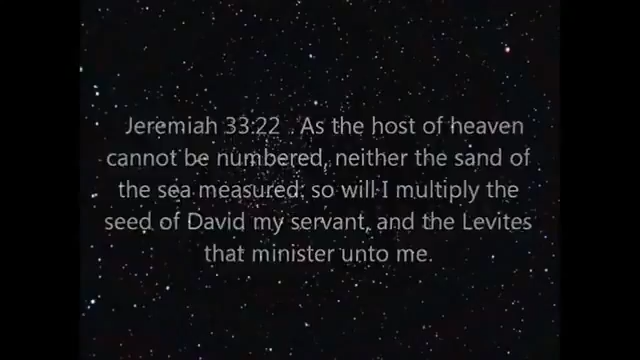 Jeremiah 33:22 . As the host of heaven
cannot be numbered, neither the sand of
the sea measured: so will I multiply the
seed of David my servant, and the Levites
that minister unto me.